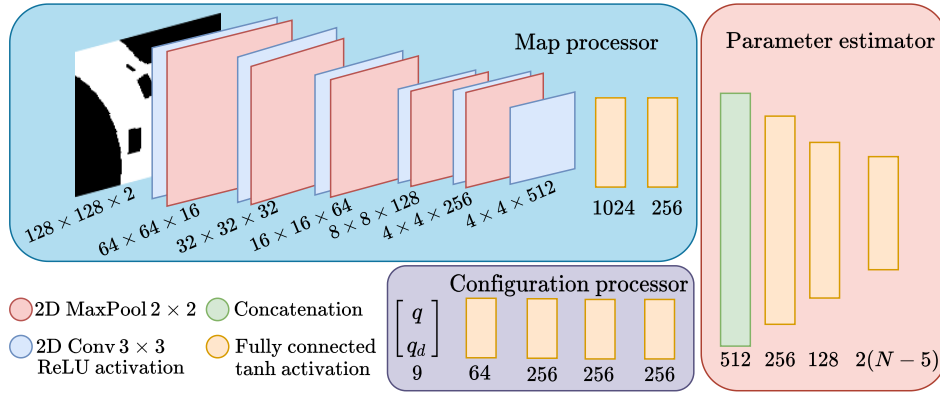 Map processor
128 × 128 × 2
64 × 64 × 16
32 × 32 × 32
16 × 16 × 64
8 × 8 × 128
4 × 4 × 256
4 × 4 × 512
1024
256
Parameter estimator
512
256
128
2(N − 5)
Configuration processor
q
q_d
9
64
256
256
256
2D MaxPool 2 × 2
Concatenation
2D Conv 3 × 3
ReLU activation
Fully connected
tanh activation